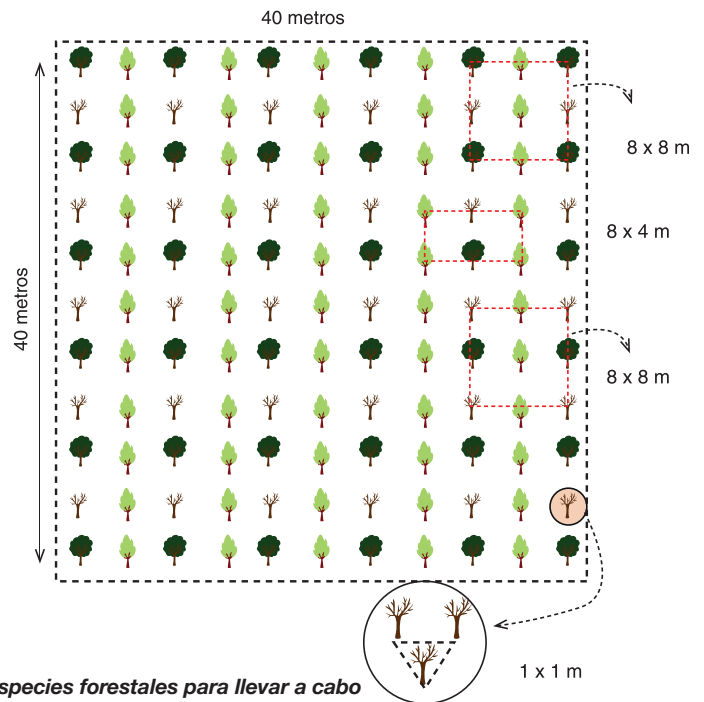 40 metros
40 metros
8 x 8 m
8 x 4 m
8 x 8 m
1 x 1 m
species forestales para llevar a cabo